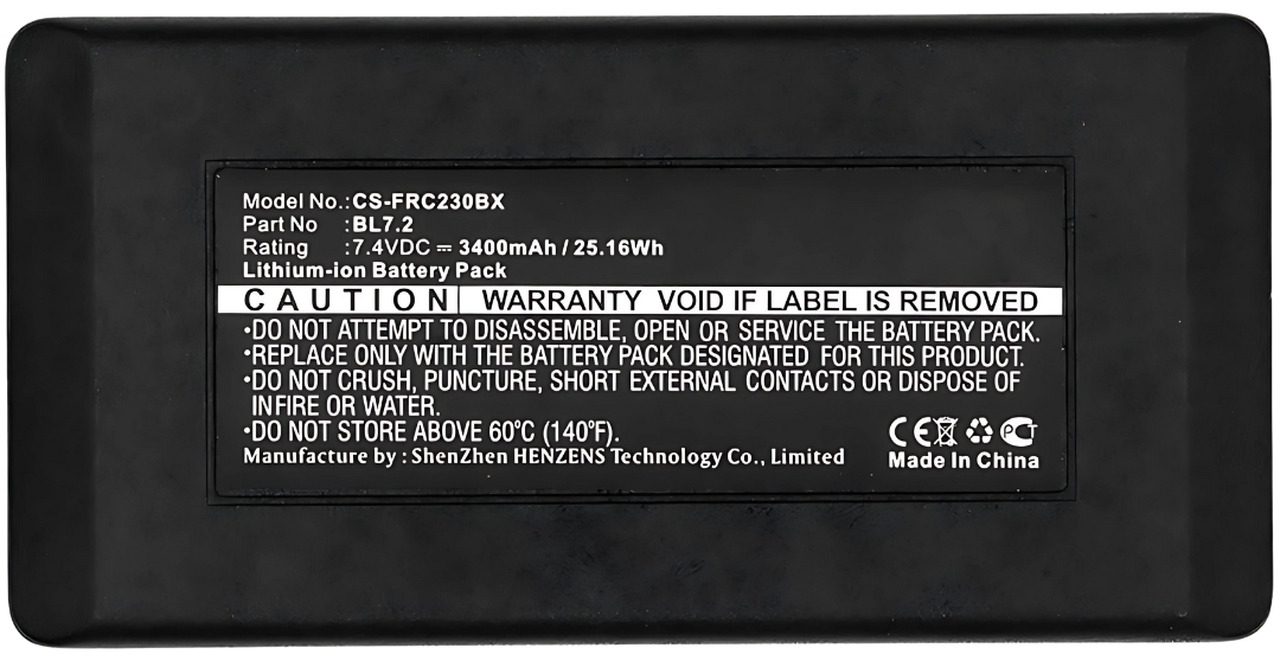 Model No.:CS-FRC230BX
Part No :BL7.2
Rating :7.4VDC ⎓ 3400mAh / 25.16Wh
Lithium-ion Battery Pack
CAUTION WARRANTY VOID IF LABEL IS REMOVED
•DO NOT ATTEMPT TO DISASSEMBLE, OPEN OR SERVICE THE BATTERY PACK.
•REPLACE ONLY WITH THE BATTERY PACK DESIGNATED FOR THIS PRODUCT.
•DO NOT CRUSH, PUNCTURE, SHORT EXTERNAL CONTACTS OR DISPOSE OF
INFIRE OR WATER.
•DO NOT STORE ABOVE 60°C (140°F).
Manufacture by : ShenZhen HENZENS Technology Co., Limited
CE PCT
Made In China